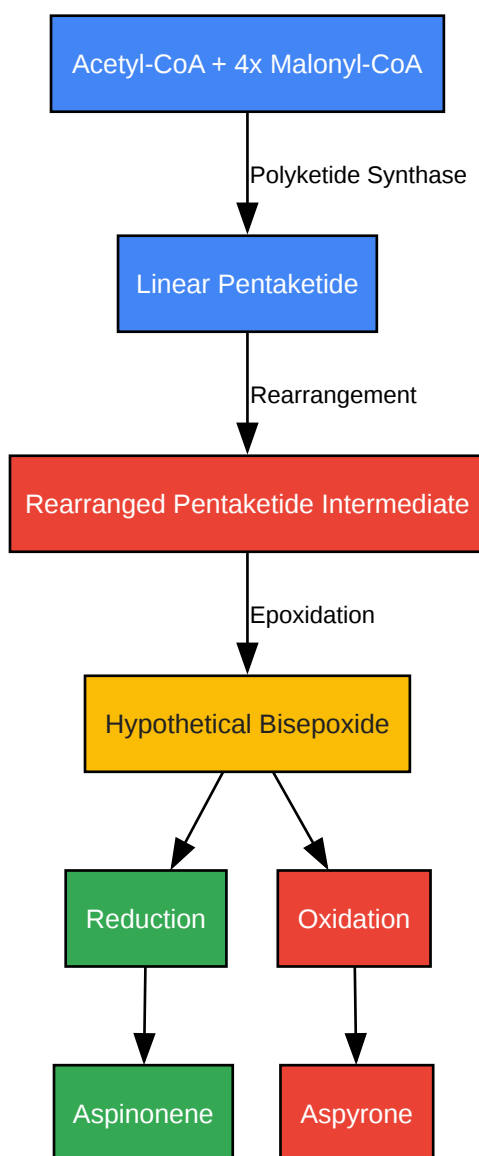 Acetyl-CoA + 4x Malonyl-CoA
Polyketide Synthase
Linear Pentaketide
Rearrangement
Rearranged Pentaketide Intermediate
Epoxidation
Hypothetical Bisepoxide
Reduction
Oxidation
Aspinonene
Aspyrone